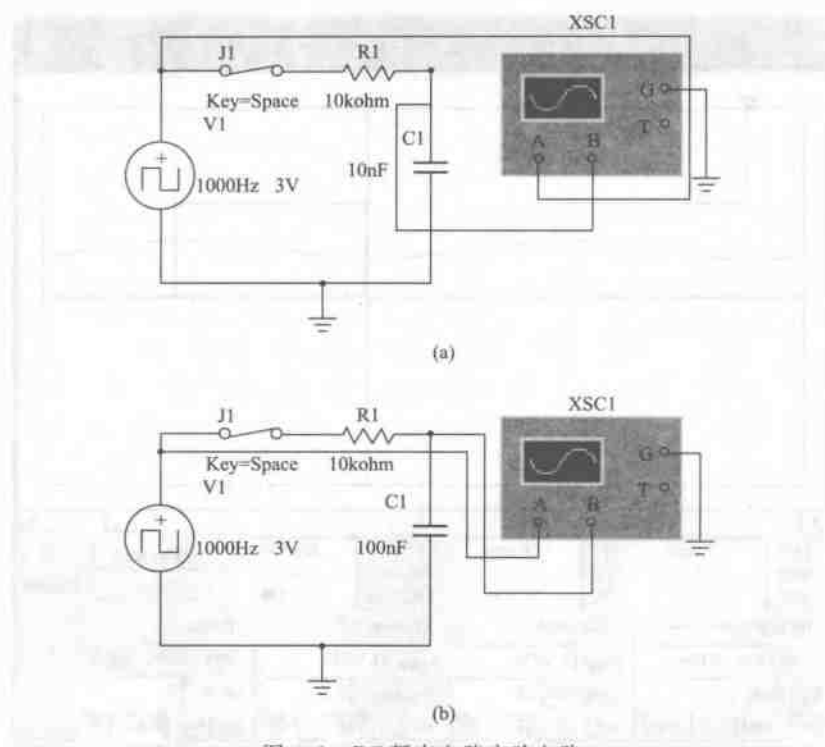 XSC1
J1
R1
G
Key=Space
10kohm
T
V1
C1
A
B
+
10nF
1000Hz 3V
(a)
XSC1
J1
R1
G
Key=Space
10kohm
T
V1
C1
A
B
+
1000Hz 3V
100nF
(b)